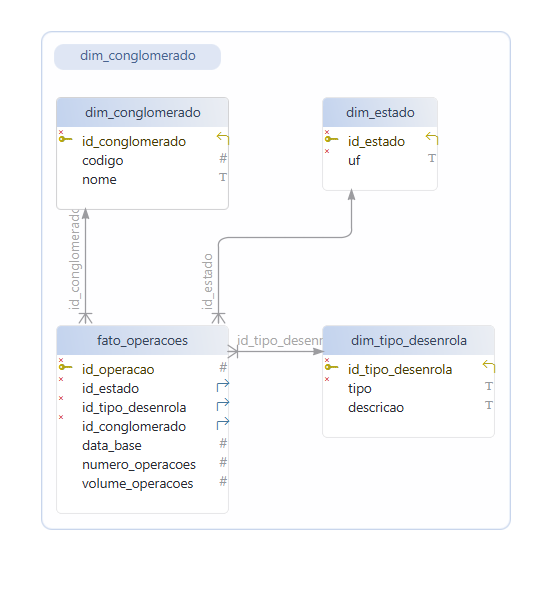 dim_conglomerado
dim_conglomerado
id_conglomerado
codigo #
nome T
dim_estado
id_estado
uf T
id_conglomerado
id_estado
fato_operacoes
id_operacao #
id_estado
id_tipo_desenrola
id_conglomerado
data_base #
numero_operacoes #
volume_operacoes #
id_tipo_desenr
dim_tipo_desenrola
id_tipo_desenrola
tipo T
descricao T